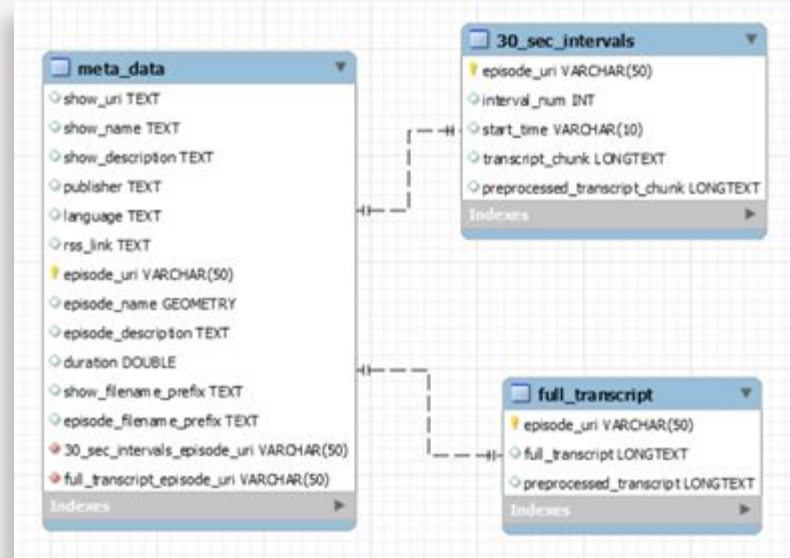 meta_data
show_uri TEXT
show_name TEXT
show_description TEXT
publisher TEXT
language TEXT
rss_link TEXT
episode_uri VARCHAR(50)
episode_name GEOMETRY
episode_description TEXT
duration DOUBLE
show_filename_prefix TEXT
episode_filename_prefix TEXT
30_sec_intervals_episode_uri VARCHAR(50)
full_transcript_episode_uri VARCHAR(50)
Indexes
30_sec_intervals
episode_uri VARCHAR(50)
interval_num INT
start_time VARCHAR(10)
transcript_chunk LONGTEXT
preprocessed_transcript_chunk LONGTEXT
Indexes
full_transcript
episode_uri VARCHAR(50)
full_transcript LONGTEXT
preprocessed_transcript LONGTEXT
Indexes